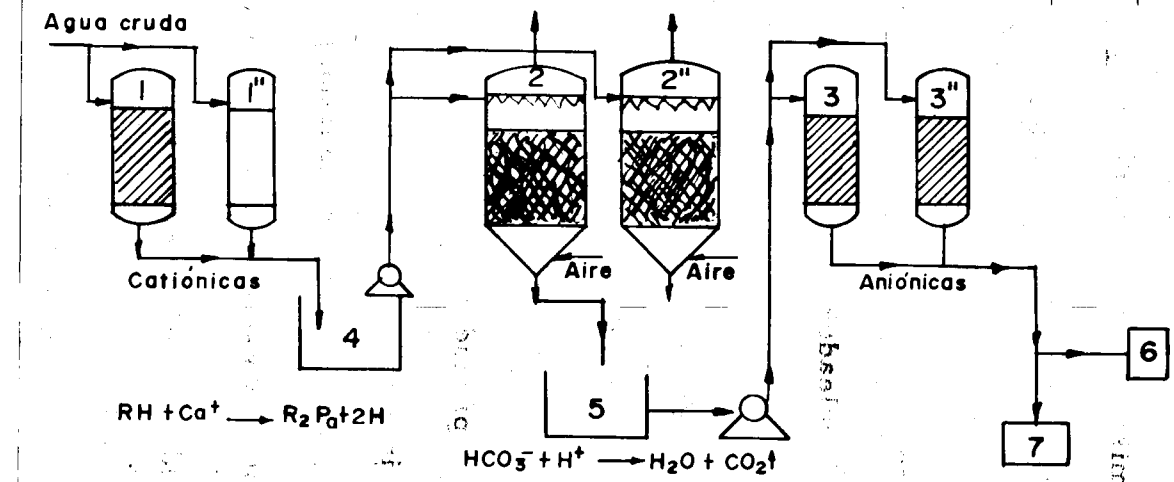 Agua cruda
1
1"
2
2"
3
3"
Aire
Aire
Catiónicas
Aniónicas
4
6
5
7
RH + Ca⁺ → R₂Pa + 2H
HCO₃⁻ + H⁺ → H₂O + CO₂↑